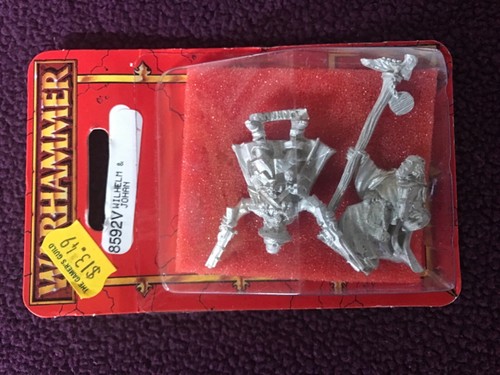 WARHAMMER
8592V WILHELM &
JOHAN
THE GAMER'S GUILD
$13.49